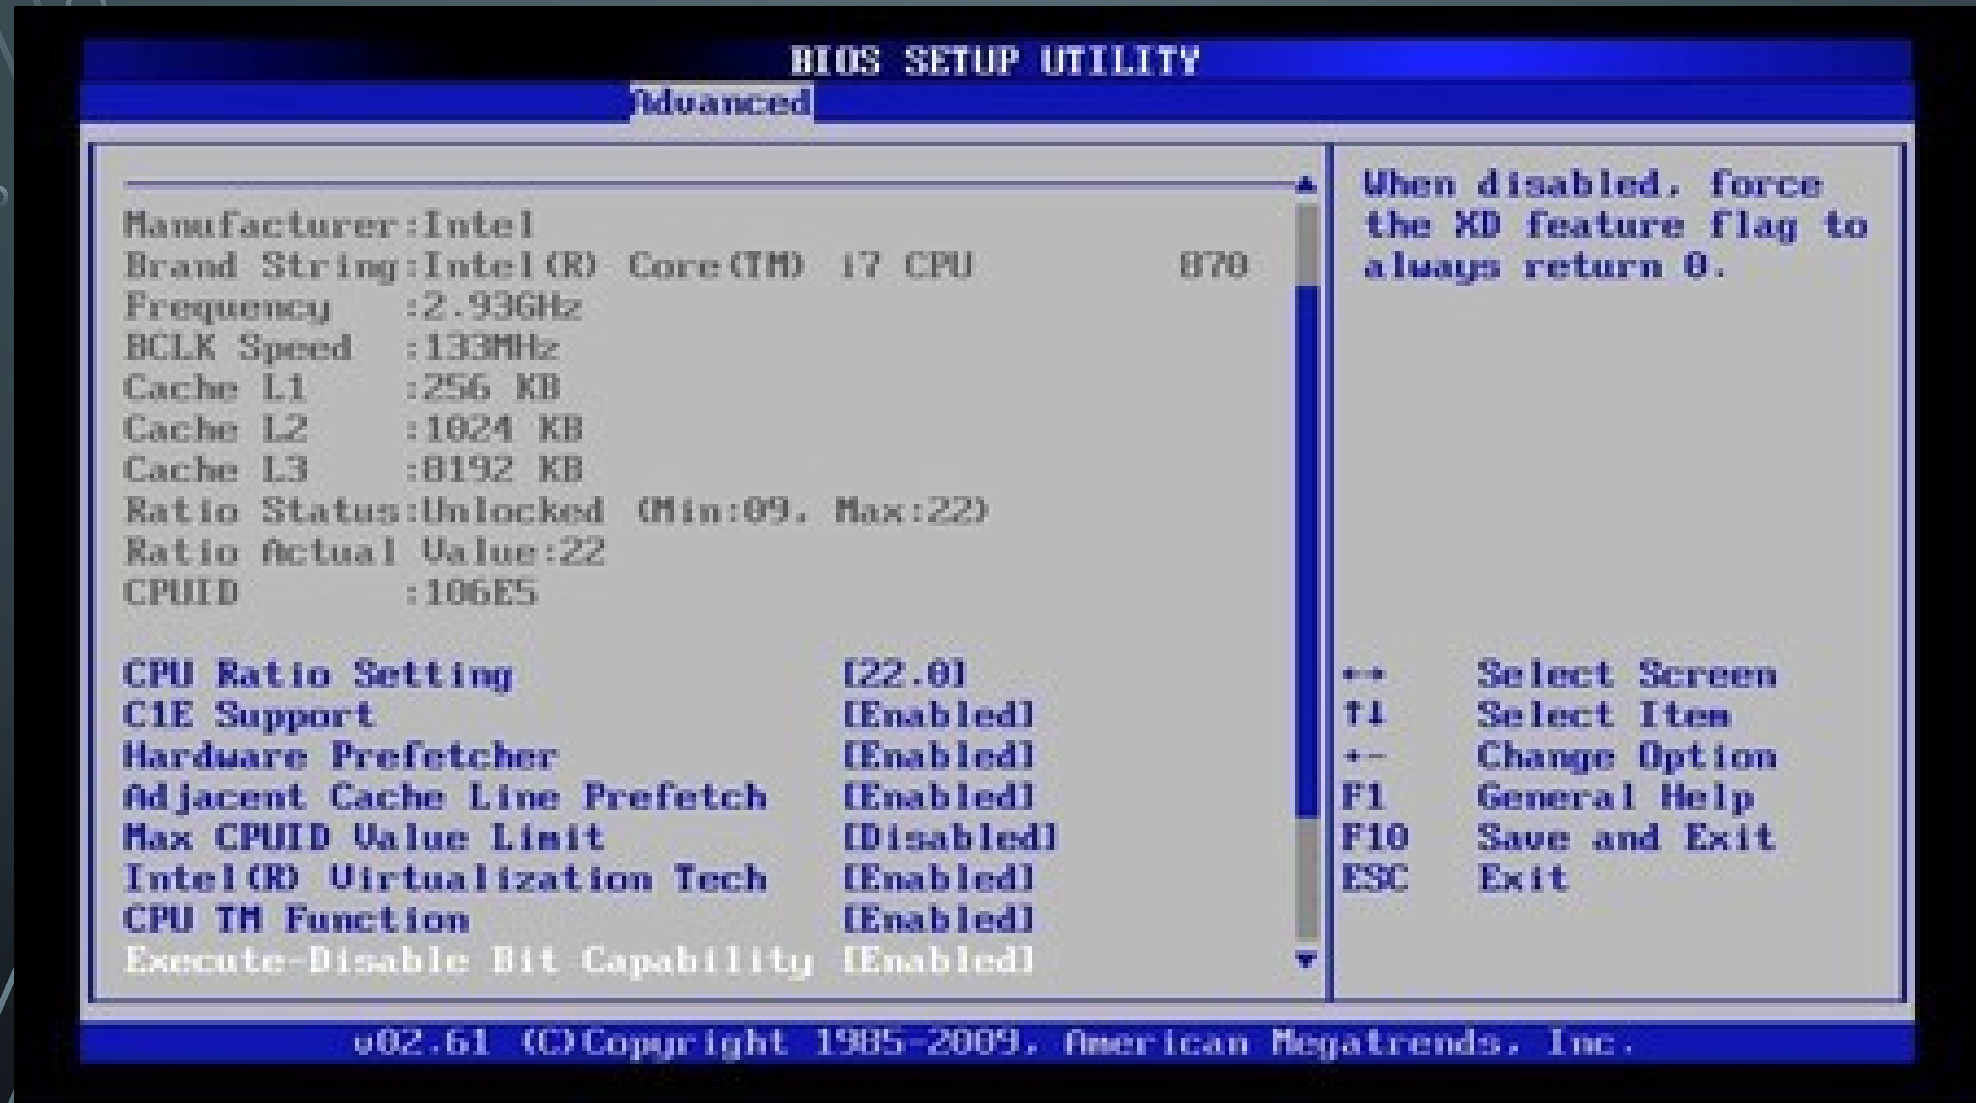 BIOS SETUP UTILITY
Advanced
Manufacturer:Intel
Brand String:Intel(R) Core(TM) i7 CPU 870
Frequency :2.93GHz
BCLK Speed :133MHz
Cache L1 :256 KB
Cache L2 :1024 KB
Cache L3 :8192 KB
Ratio Status:Unlocked (Min:09, Max:22)
Ratio Actual Value:22
CPUID :106E5
CPU Ratio Setting [22.0]
C1E Support [Enabled]
Hardware Prefetcher [Enabled]
Adjacent Cache Line Prefetch [Enabled]
Max CPUID Value Limit [Disabled]
Intel(R) Virtualization Tech [Enabled]
CPU TM Function [Enabled]
Execute-Disable Bit Capability [Enabled]
When disabled, force
the XD feature flag to
always return 0.
←→ Select Screen
↑↓ Select Item
+- Change Option
F1 General Help
F10 Save and Exit
ESC Exit
v02.61 (C)Copyright 1985-2009, American Megatrends, Inc.